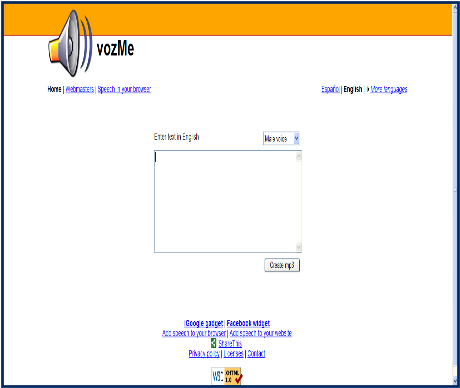 vozMe
Home | Webmasters | Speech in your browser
Español | English | More languages
Enter text in English
Male voice
Create mp3
Google gadget | Facebook widget
Add speech to your browser | Add speech to your website
ShareThis
Privacy policy | Licenses | Contact
W3C XHTML 1.0